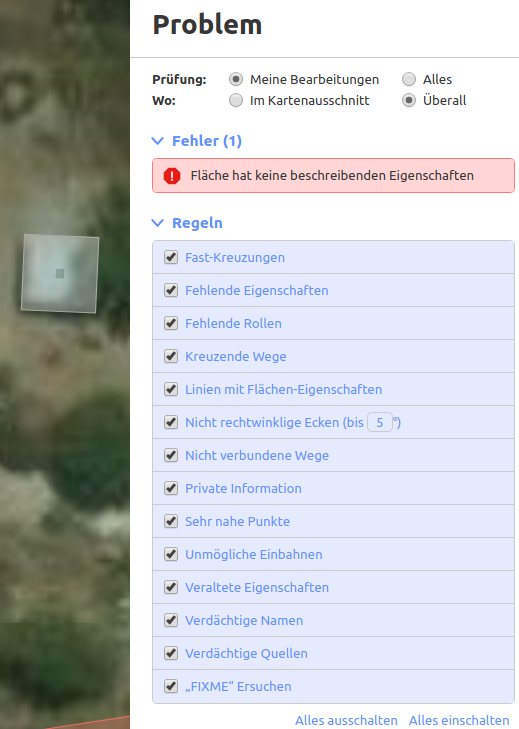 Problem
Prüfung: Meine Bearbeitungen Alles
Wo: Im Kartenausschnitt Überall
Fehler (1)
Fläche hat keine beschreibenden Eigenschaften
Regeln
Fast-Kreuzungen
Fehlende Eigenschaften
Fehlende Rollen
Kreuzende Wege
Linien mit Flächen-Eigenschaften
Nicht rechtwinklige Ecken (bis 5 °)
Nicht verbundene Wege
Private Information
Sehr nahe Punkte
Unmögliche Einbahnen
Veraltete Eigenschaften
Verdächtige Namen
Verdächtige Quellen
„FIXME“ Ersuchen
Alles ausschalten Alles einschalten